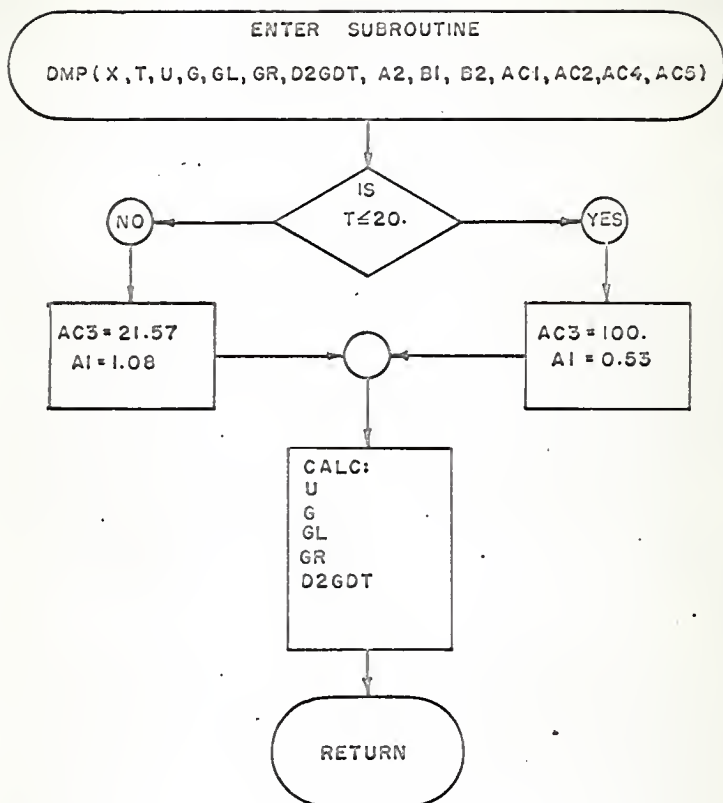 ENTER SUBROUTINE
DMP(X,T,U,G,GL,GR,D2GDT, A2, B1, B2, AC1, AC2, AC4, AC5)
IS
T≤20.
NO
YES
AC3=21.57
A1=1.08
AC3=100.
A1=0.53
CALC:
U
G
GL
GR
D2GDT
RETURN